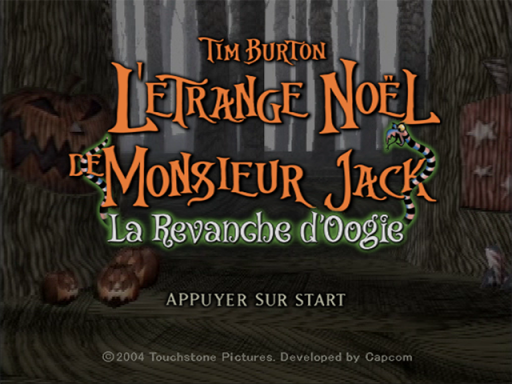 TIM BURTON
L'ETRANGE NOËL
DE MONSIEUR JACK
La Revanche d'Oogie
APPUYER SUR START
©2004 Touchstone Pictures. Developed by Capcom